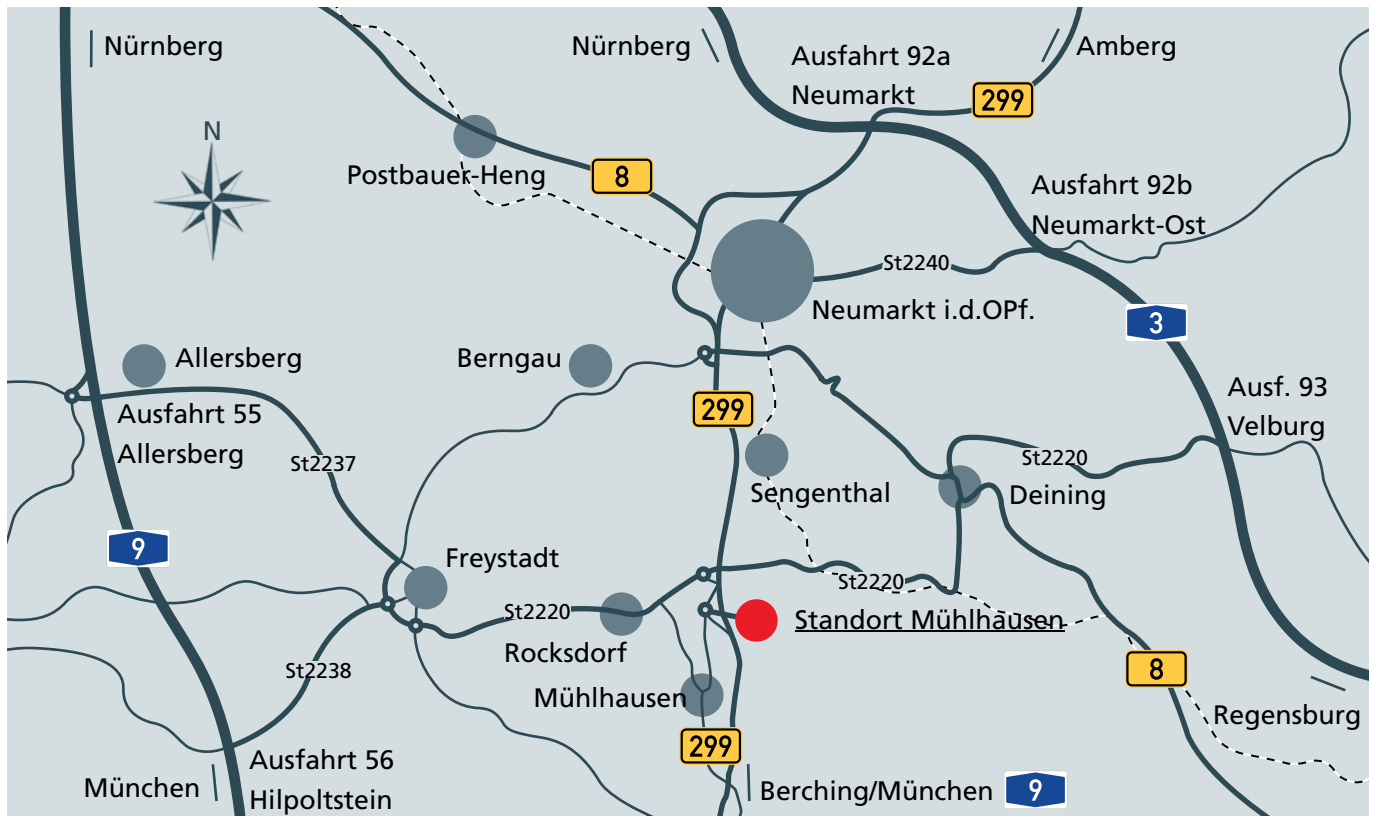 Nürnberg
Nürnberg
Ausfahrt 92a
Neumarkt
Amberg
299
N
Postbauer-Heng
8
Ausfahrt 92b
Neumarkt-Ost
St2240
Neumarkt i.d.OPf.
3
Allersberg
Berngau
Ausfahrt 55
Allersberg
299
Ausf. 93
Velburg
St2237
St2220
Sengenthal
Deining
9
Freystadt
St2220
St2220
Standort Mühlhausen
Rocksdorf
St2238
8
Mühlhausen
Regensburg
299
Ausfahrt 56
Hilpoltstein
München
Berching/München 9